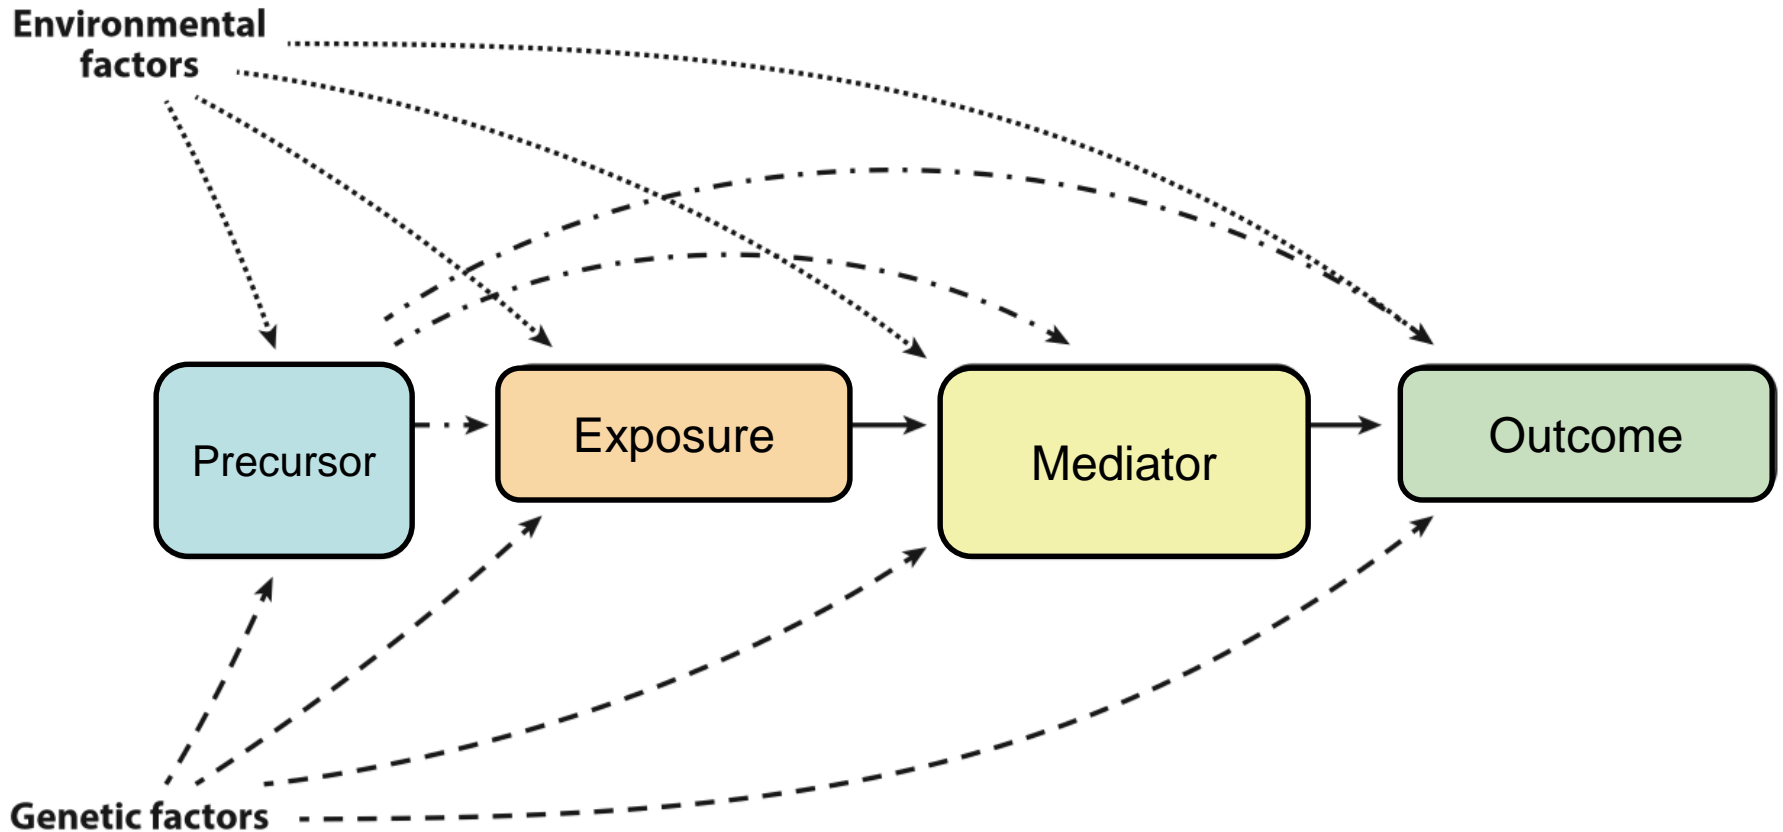 Environmental
factors
Precursor
Exposure
Mediator
Outcome
Genetic factors